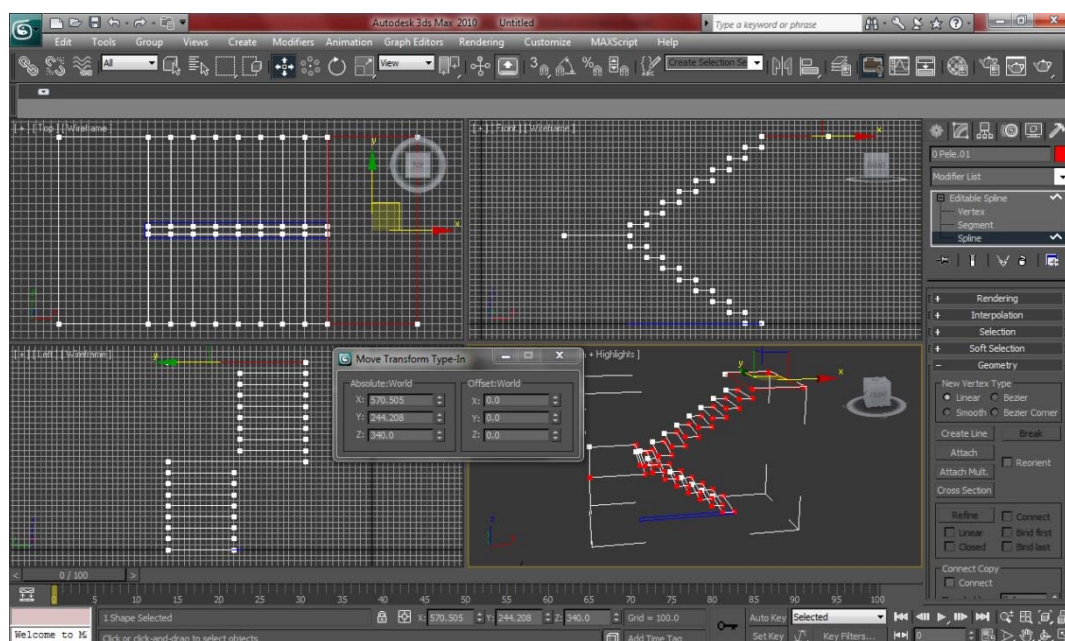 Autodesk 3ds Max 2010 Untitled
Type a keyword or phrase
Edit Tools Group Views Create Modifiers Animation Graph Editors Rendering Customize MAXScript Help
All
View
Create Selection Se
[ + ] [ Top ] [ Wireframe ]
[ + ] [ Front ] [ Wireframe ]
0 Pele.01
Modifier List
Editable Spline
Vertex
Segment
Spline
+ Rendering
+ Interpolation
+ Selection
+ Soft Selection
- Geometry
New Vertex Type
Linear Bezier
Smooth Bezier Corner
Create Line Break
Attach
Reorient
Attach Mult.
Cross Section
Refine Connect
Linear Bind first
Closed Bind last
Connect Copy
Connect
[ + ] [ Left ] [ Wireframe ]
+ Highlights ]
Move Transform Type-In
Absolute:World Offset:World
X: 570.505 X: 0.0
Y: 244.208 Y: 0.0
Z: 340.0 Z: 0.0
0 / 100
0 5 10 15 20 25 30 35 40 45 50 55 60 65 70 75 80 85 90 95 100
1 Shape Selected X: 570.505 Y: 244.208 Z: 340.0 Grid = 100.0 Auto Key Selected
Welcome to M Click or click-and-drag to select objects Add Time Tag Set Key Key Filters... 0